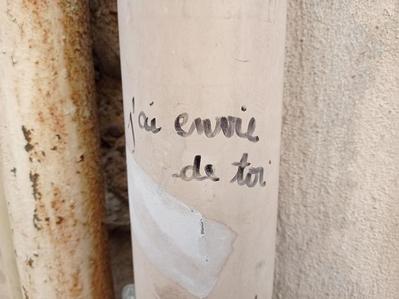 j'ai envie
de toi